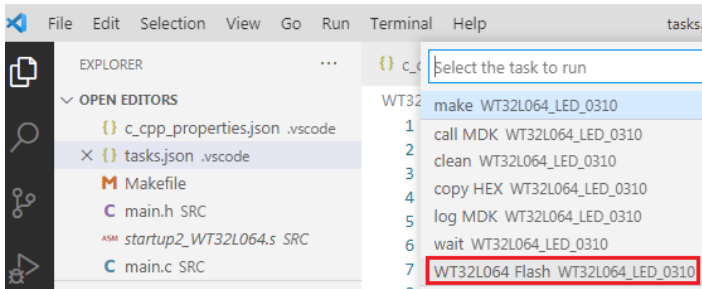 File Edit Selection View Go Run Terminal Help tasks.
EXPLORER ...
OPEN EDITORS
{} c_cpp_properties.json .vscode
{} tasks.json .vscode
M Makefile
C main.h SRC
ASM startup2_WT32L064.s SRC
C main.c SRC
{} c_c
WT32
1
2
3
4
5
6
7
Select the task to run
make WT32L064_LED_0310
call MDK WT32L064_LED_0310
clean WT32L064_LED_0310
copy HEX WT32L064_LED_0310
log MDK WT32L064_LED_0310
wait WT32L064_LED_0310
WT32L064 Flash WT32L064_LED_0310